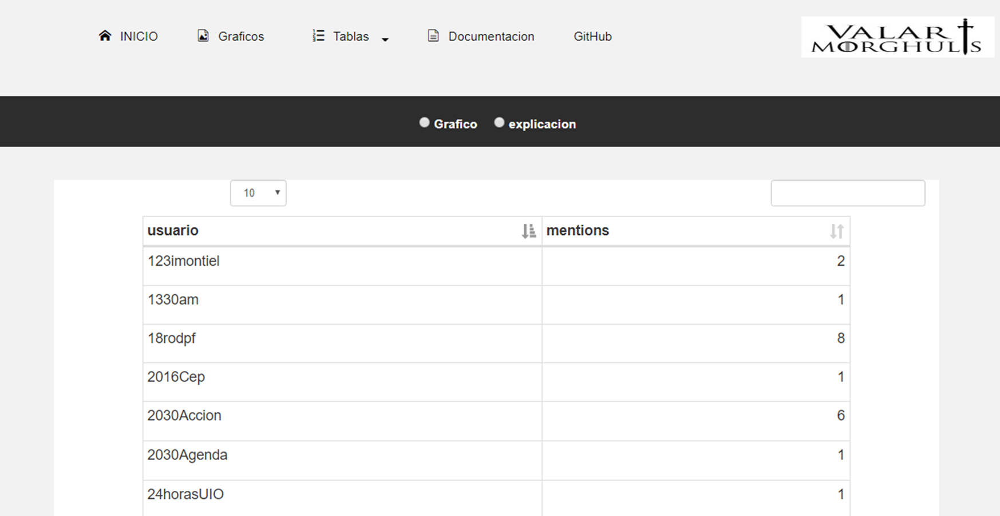 INICIO Graficos Tablas Documentacion GitHub
VALAR
MORGHULIS
Grafico explicacion
10
usuario mentions
123imontiel 2
1330am 1
18rodpf 8
2016Cep 1
2030Accion 6
2030Agenda 1
24horasUIO 1